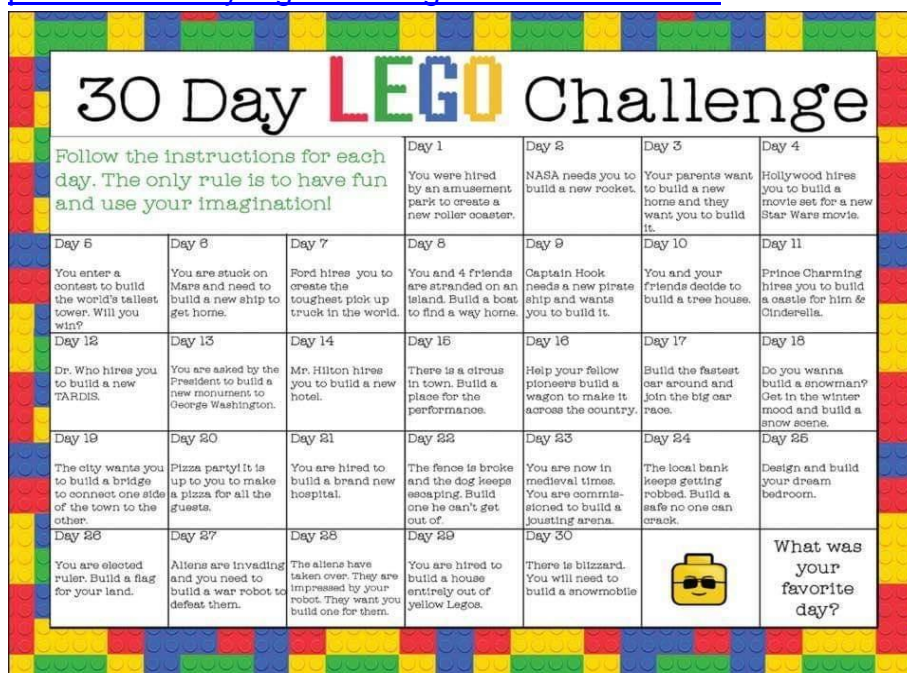 30 Day LEGO Challenge
Follow the instructions for each
day. The only rule is to have fun
and use your imagination!
Day 1
You were hired
by an amusement
park to create a
new roller coaster.
Day 2
NASA needs you to
build a new rocket.
Day 3
Your parents want
to build a new
home and they
want you to build
it.
Day 4
Hollywood hires
you to build a
movie set for a new
Star Wars movie.
Day 5
You enter a
contest to build
the world's tallest
tower. Will you
win?
Day 6
You are stuck on
Mars and need to
build a new ship to
get home.
Day 7
Ford hires you to
create the
toughest pick up
truck in the world.
Day 8
You and 4 friends
are stranded on an
island. Build a boat
to find a way home.
Day 9
Captain Hook
needs a new pirate
ship and wants
you to build it.
Day 10
You and your
friends decide to
build a tree house.
Day 11
Prince Charming
hires you to build
a castle for him &
Cinderella.
Day 12
Dr. Who hires you
to build a new
TARDIS.
Day 13
You are asked by the
President to build a
new monument to
George Washington.
Day 14
Mr. Hilton hires
you to build a new
hotel.
Day 15
There is a circus
in town. Build a
place for the
performance.
Day 16
Help your fellow
pioneers build a
wagon to make it
across the country.
Day 17
Build the fastest
car around and
join the big car
race.
Day 18
Do you wanna
build a snowman?
Get in the winter
mood and build a
snow scene.
Day 19
The city wants you
to build a bridge
to connect one side
of the town to the
other.
Day 20
Pizza party! It is
up to you to make
a pizza for all the
guests.
Day 21
You are hired to
build a brand new
hospital.
Day 22
The fence is broke
and the dog keeps
escaping. Build
one he can't get
out of.
Day 23
You are now in
medieval times.
You are commis-
sioned to build a
jousting arena.
Day 24
The local bank
keeps getting
robbed. Build a
safe no one can
crack.
Day 25
Design and build
your dream
bedroom.
Day 26
You are elected
ruler. Build a flag
for your land.
Day 27
Aliens are invading
and you need to
build a war robot to
defeat them.
Day 28
The aliens have
taken over. They are
impressed by your
robot. They want you
build one for them.
Day 29
You are hired to
build a house
entirely out of
yellow Legos.
Day 30
There is blizzard.
You will need to
build a snowmobile
What was
your
favorite
day?